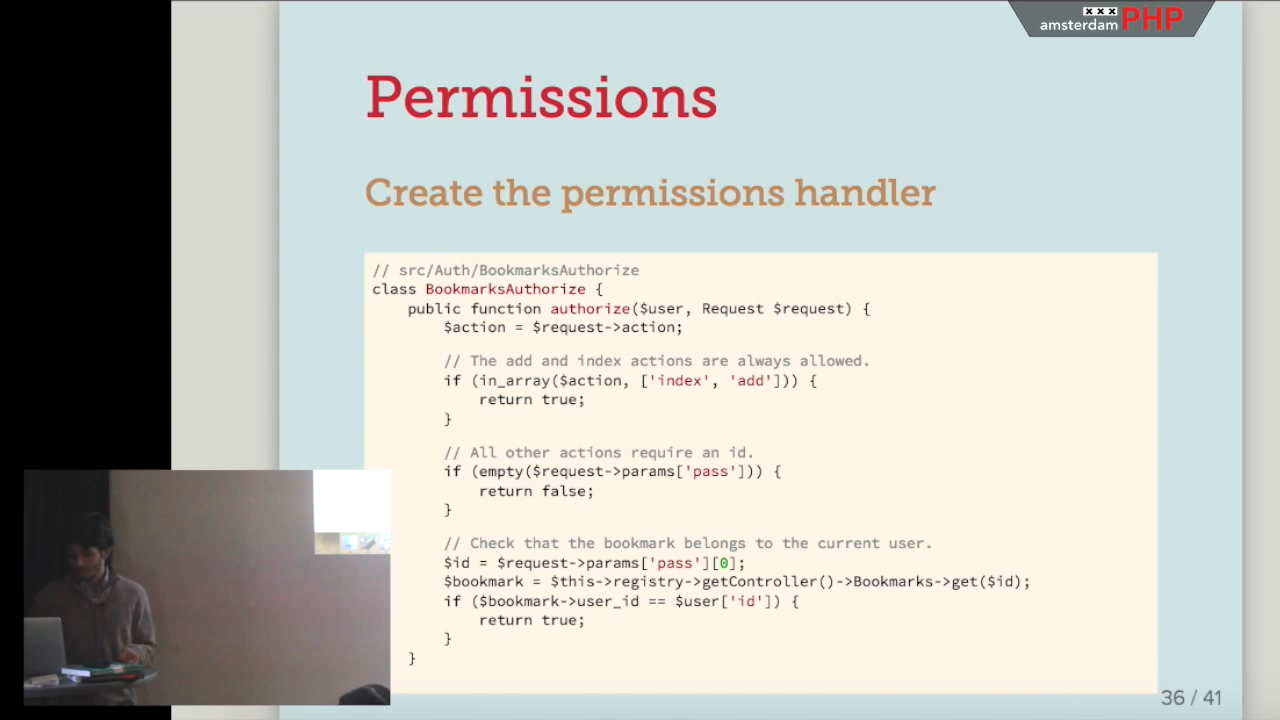 xxx
amsterdam PHP
Permissions
Create the permissions handler
// src/Auth/BookmarksAuthorize
class BookmarksAuthorize {
    public function authorize($user, Request $request) {
        $action = $request->action;
        // The add and index actions are always allowed.
        if (in_array($action, ['index', 'add'])) {
            return true;
        }
        // All other actions require an id.
        if (empty($request->params['pass'])) {
            return false;
        }
        // Check that the bookmark belongs to the current user.
        $id = $request->params['pass'][0];
        $bookmark = $this->registry->getController()->Bookmarks->get($id);
        if ($bookmark->user_id == $user['id']) {
            return true;
        }
    }
36 / 41